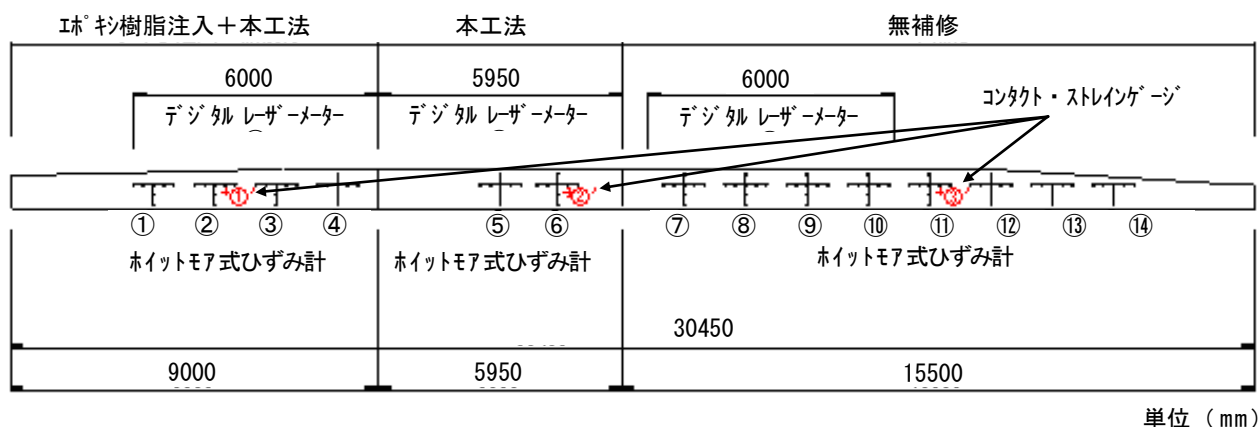 エポキシ樹脂注入＋本工法
本工法
無補修
6000
5950
6000
デジタルレーザーメーター
デジタルレーザーメーター
デジタルレーザーメーター
コンタクト・ストレインゲージ
①
②
③
①
②
③
④
⑤
⑥
⑦
⑧
⑨
⑩
⑪
⑫
⑬
⑭
ホイットモア式ひずみ計
ホイットモア式ひずみ計
ホイットモア式ひずみ計
30450
9000
5950
15500
単位（mm）